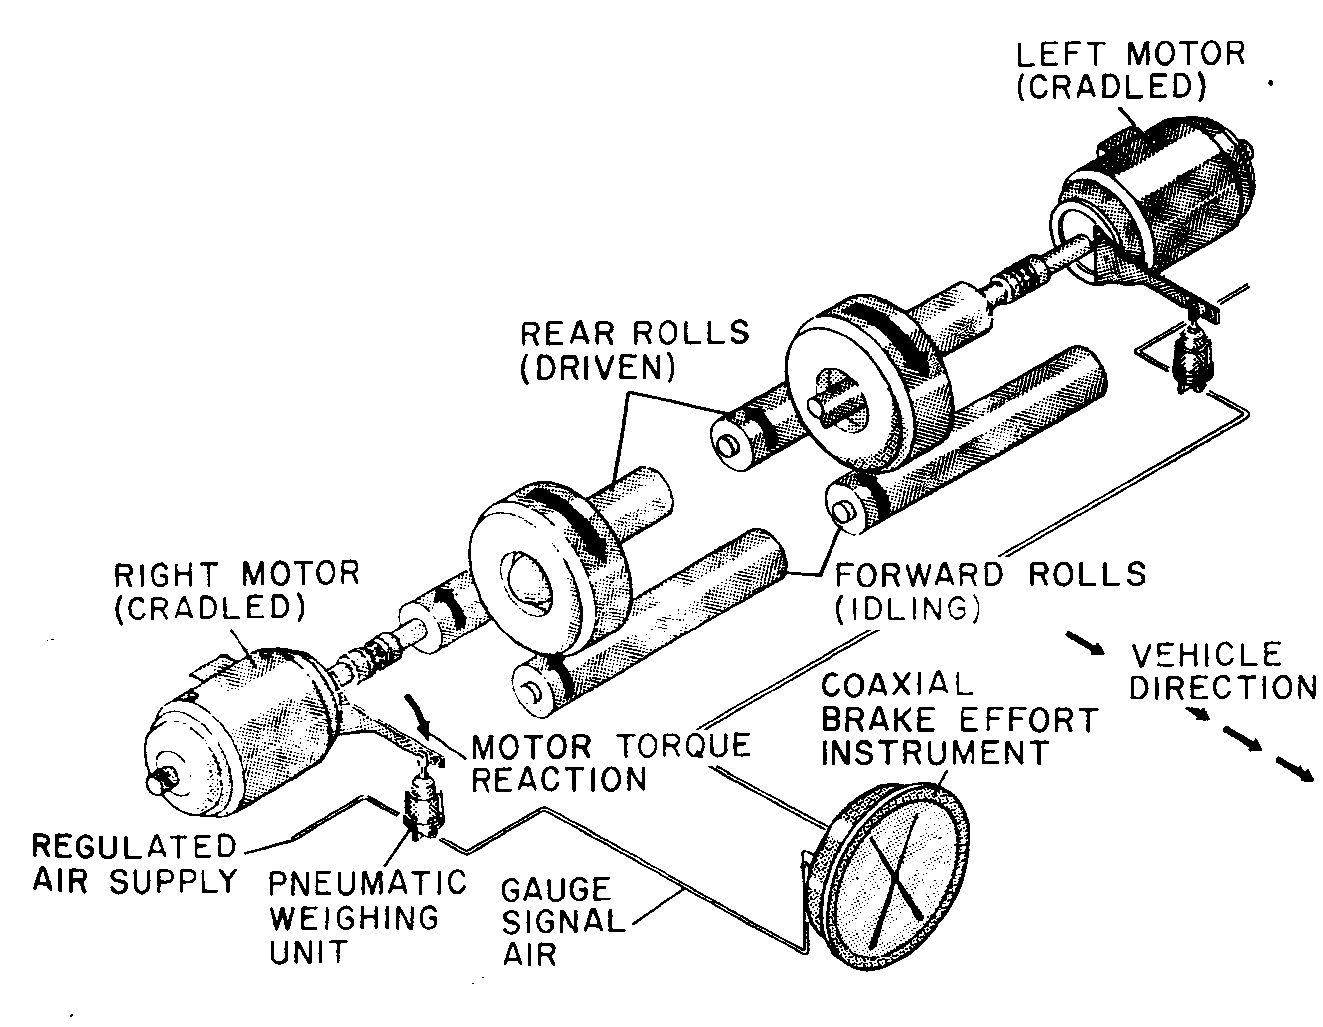 LEFT MOTOR
(CRADLED)
REAR ROLLS
(DRIVEN)
RIGHT MOTOR
(CRADLED)
FORWARD ROLLS
(IDLING)
VEHICLE
DIRECTION
COAXIAL
BRAKE EFFORT
INSTRUMENT
MOTOR TORQUE
REACTION
REGULATED
AIR SUPPLY
PNEUMATIC
WEIGHING
UNIT
GAUGE
SIGNAL
AIR